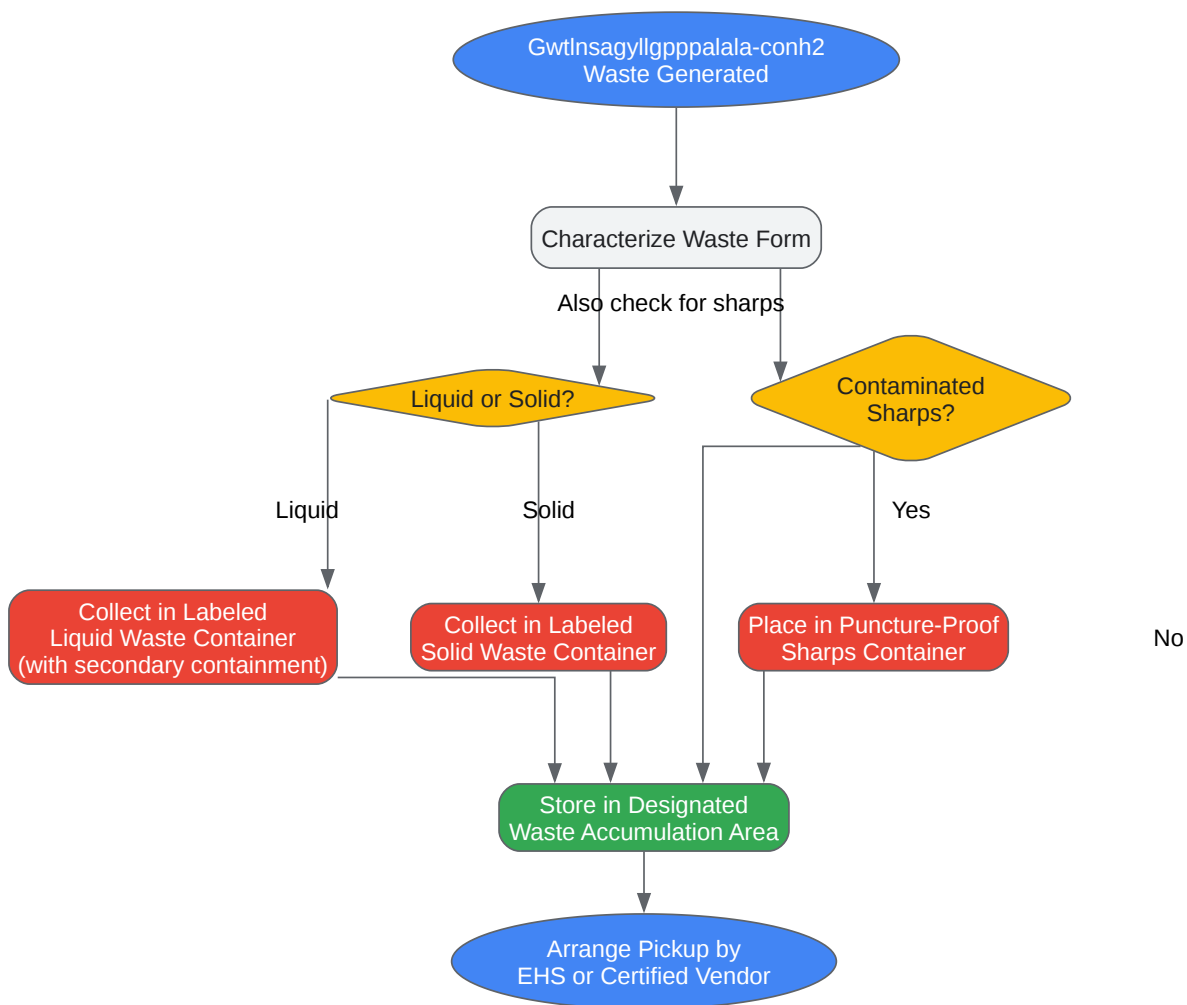 Gwtlnsagyllgpppalala-conh2
Waste Generated
Characterize Waste Form
Also check for sharps
Liquid or Solid?
Contaminated
Sharps?
Liquid
Solid
Yes
Collect in Labeled
Liquid Waste Container
(with secondary containment)
Collect in Labeled
Solid Waste Container
Place in Puncture-Proof
Sharps Container
No
Store in Designated
Waste Accumulation Area
Arrange Pickup by
EHS or Certified Vendor